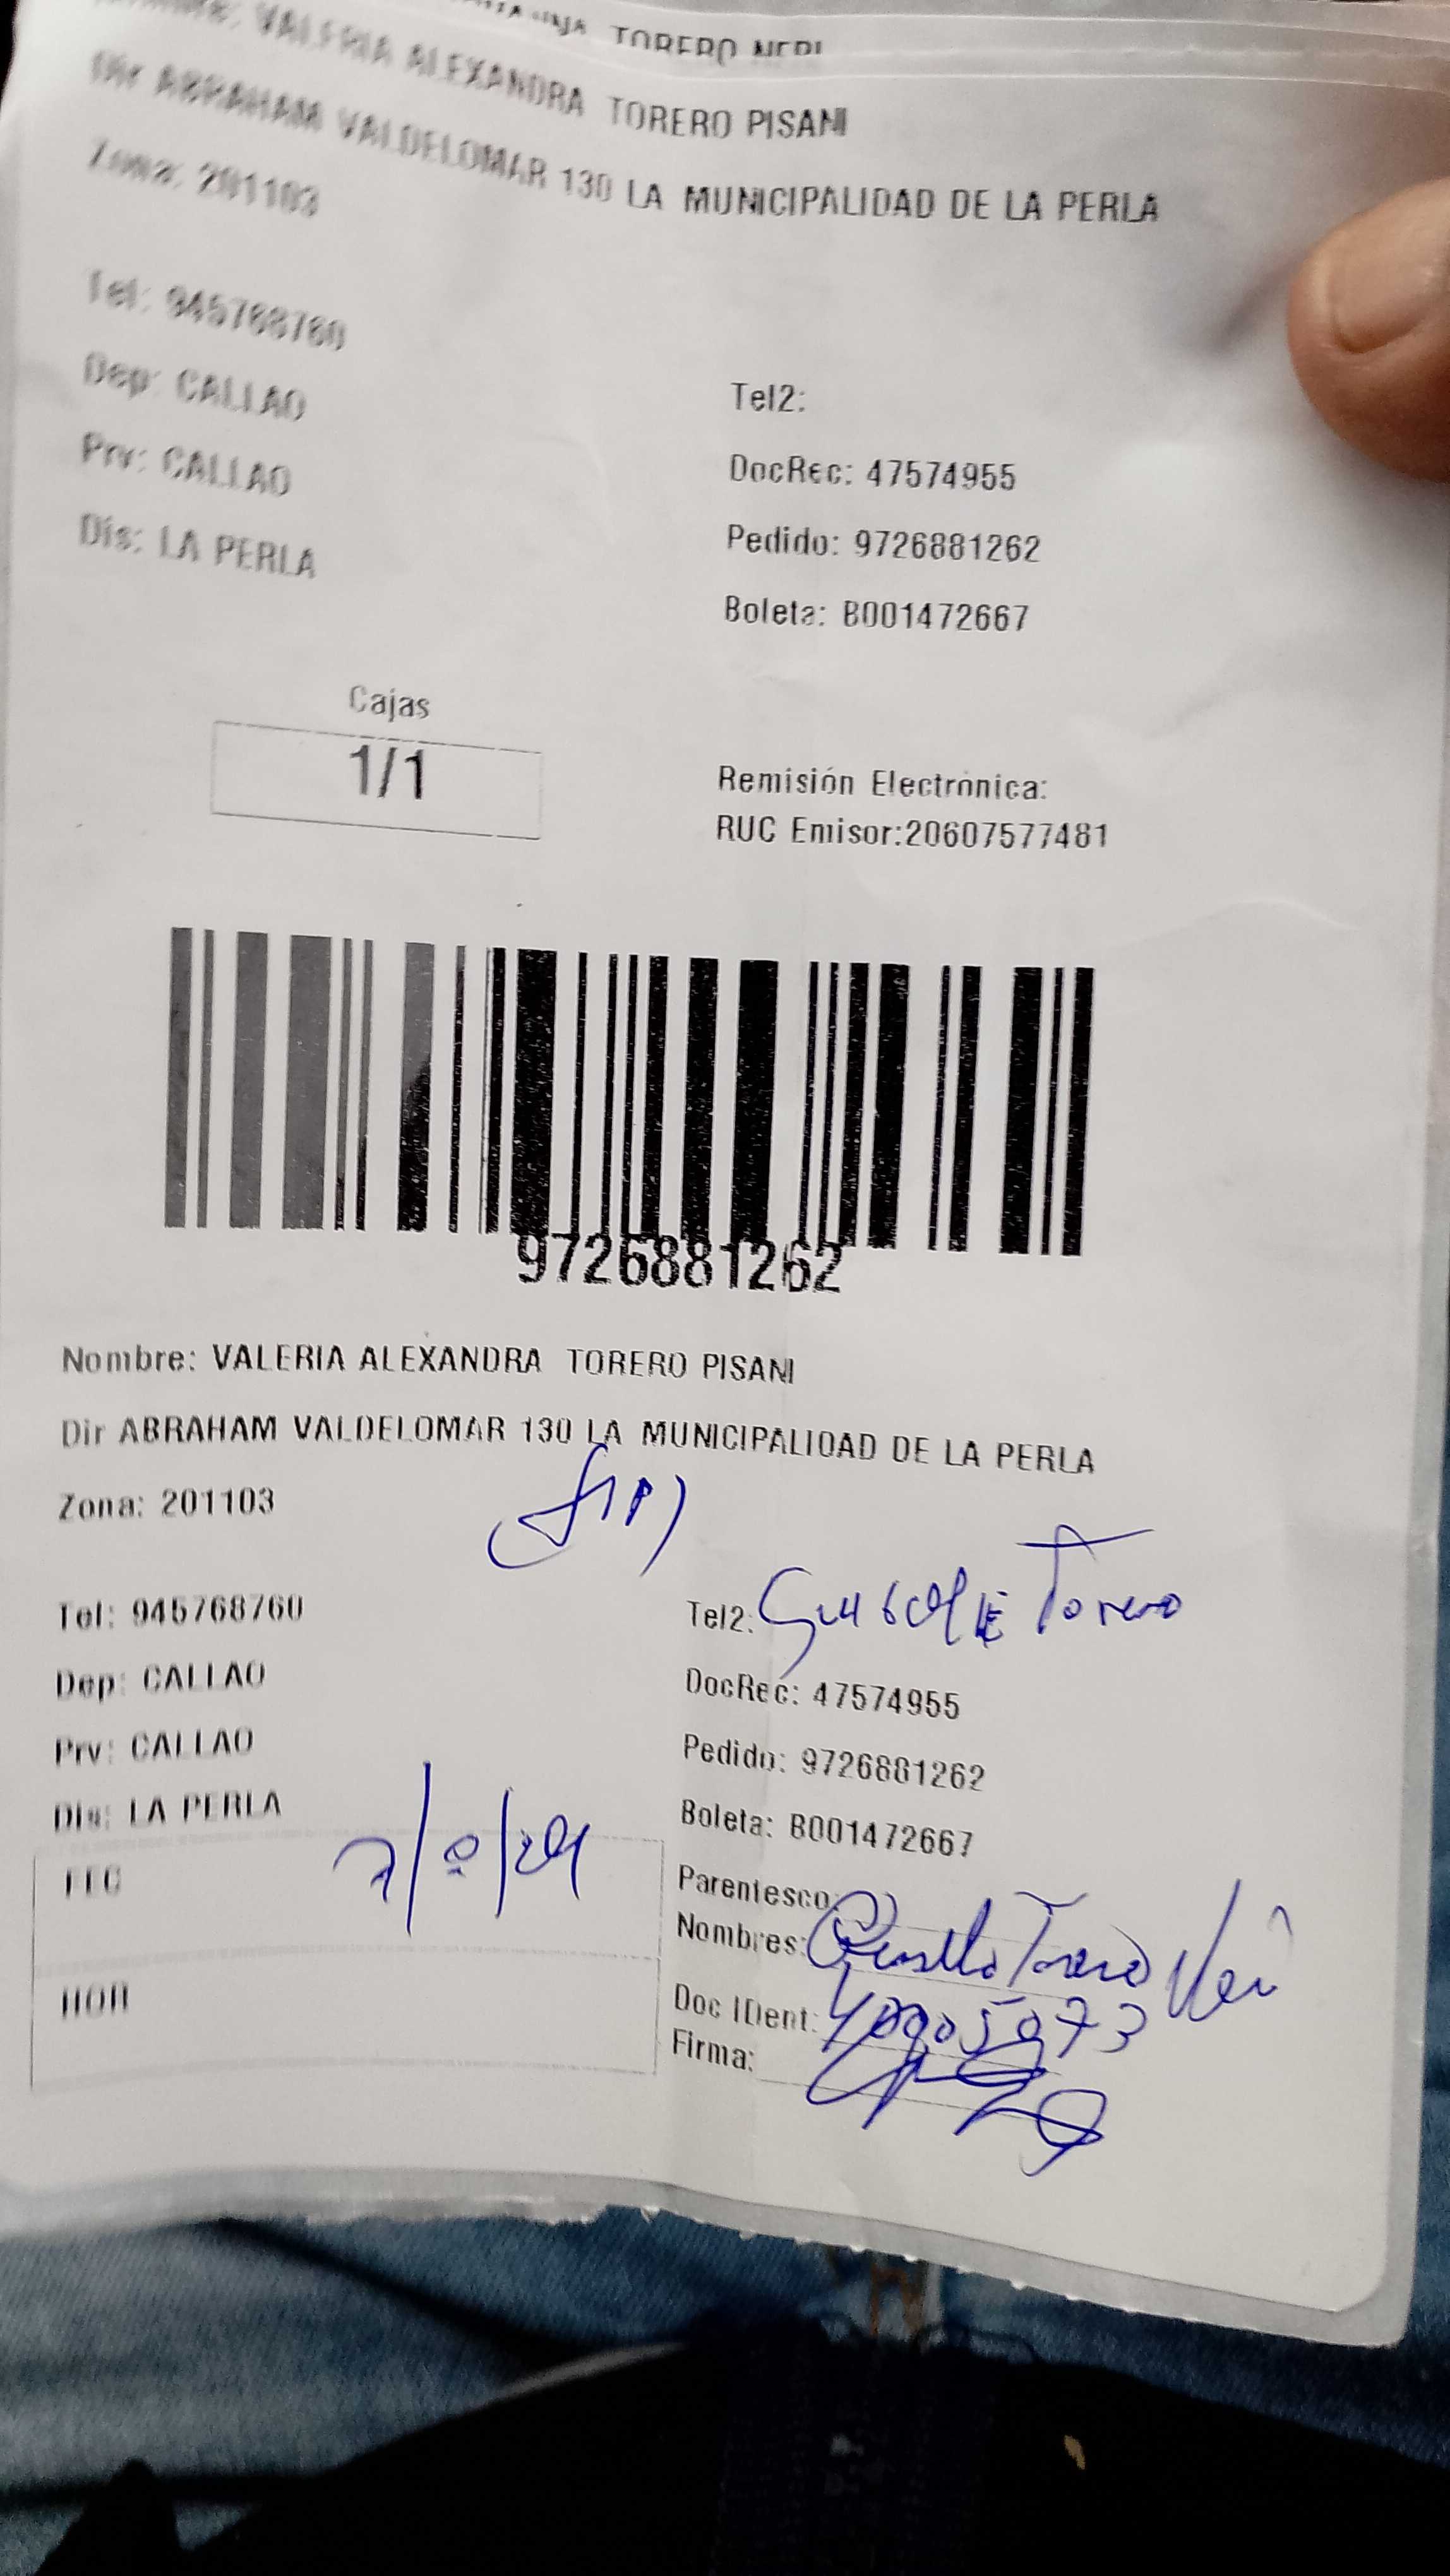 TORERO NERI
VALERIA ALEXANDRA TORERO PISANI
Dir ABRAHAM VALDELOMAR 130 LA MUNICIPALIDAD DE LA PERLA
Zona: 201103
Tel: 945768760
Tel2:
Dep: CALLAO
DocRec: 47574955
Prv: CALLAO
Pedido: 9726881262
Dis: LA PERLA
Boleta: B001472667
Cajas
1/1
Remisión Electrónica:
RUC Emisor:20607577481
9726881262
Nombre: VALERIA ALEXANDRA TORERO PISANI
Dir ABRAHAM VALDELOMAR 130 LA MUNICIPALIDAD DE LA PERLA
Zona: 201103
Tel: 945768760
Tel2: Torero
Dep: CALLAO
DocRec: 47574955
Prv: CALLAO
Pedido: 9726881262
Dis: LA PERLA
Boleta: B001472667
FEC
Parentesco:
Nombres: Torero
HOR
Doc IDent:
Firma: